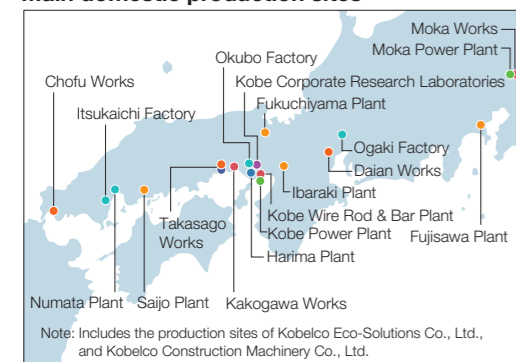 Main domestic production sites
Moka Works
Moka Power Plant
Okubo Factory
Kobe Corporate Research Laboratories
Chofu Works
Fukuchiyama Plant
Itsukaichi Factory
Ogaki Factory
Daian Works
Ibaraki Plant
Takasago
Works
Kobe Wire Rod & Bar Plant
Kobe Power Plant
Fujisawa Plant
Harima Plant
Numata Plant
Saijo Plant
Kakogawa Works
Note: Includes the production sites of Kobelco Eco-Solutions Co., Ltd.,
and Kobelco Construction Machinery Co., Ltd.